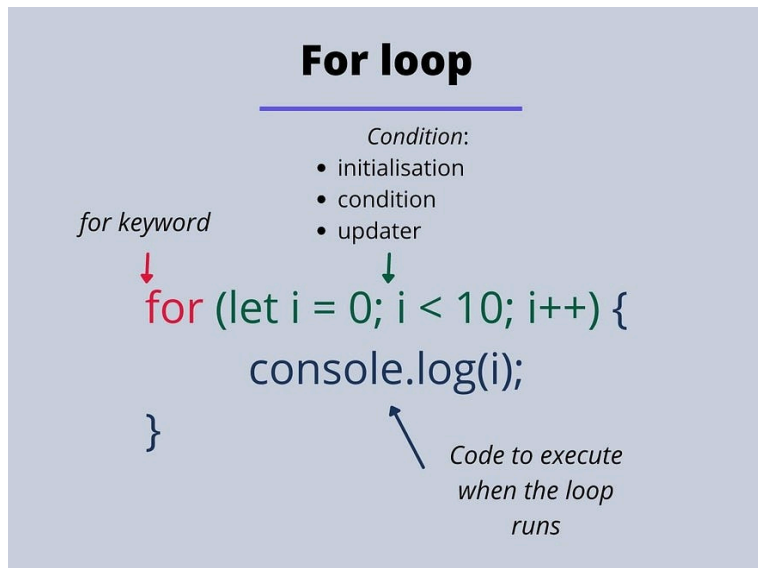 For loop
Condition:
• initialisation
• condition
• updater
for keyword
for (let i = 0; i < 10; i++) {
console.log(i);
}
Code to execute
when the loop
runs